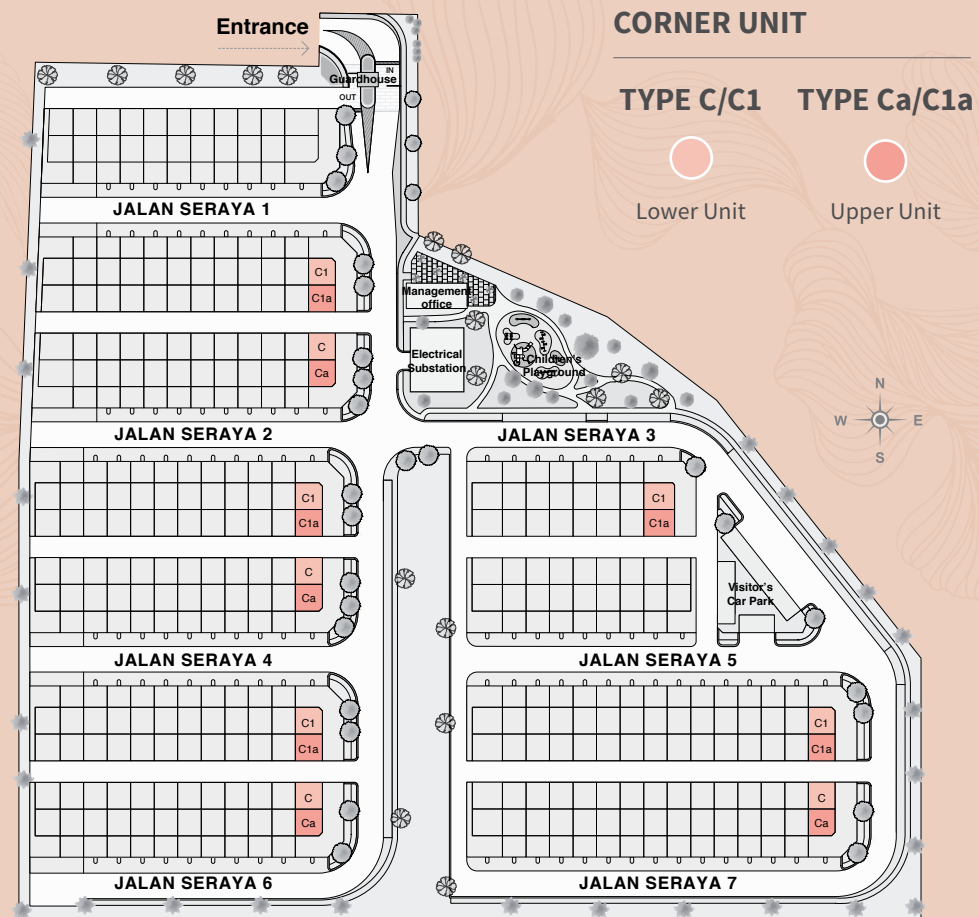 CORNER UNIT
TYPE C/C1
TYPE Ca/C1a
Lower Unit
Upper Unit
Entrance
IN
Guardhouse
OUT
JALAN SERAYA 1
C1
C1a
Management
office
C
Ca
Electrical
Substation
Children's
Playground
N
W
E
S
JALAN SERAYA 2
JALAN SERAYA 3
C1
C1a
C1
C1a
C
Ca
Visitor's
Car Park
JALAN SERAYA 4
JALAN SERAYA 5
C1
C1a
C1
C1a
C
Ca
C
Ca
JALAN SERAYA 6
JALAN SERAYA 7